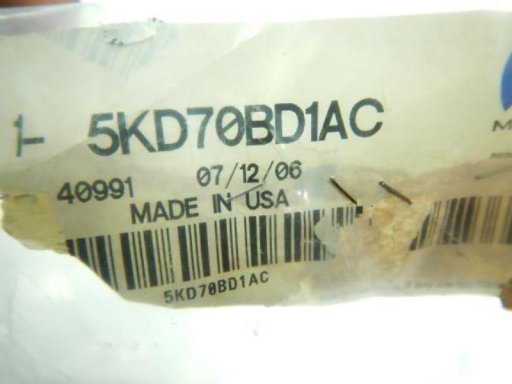 1- 5KD70BD1AC
40991 07/12/06
MADE IN USA
5KD70BD1AC